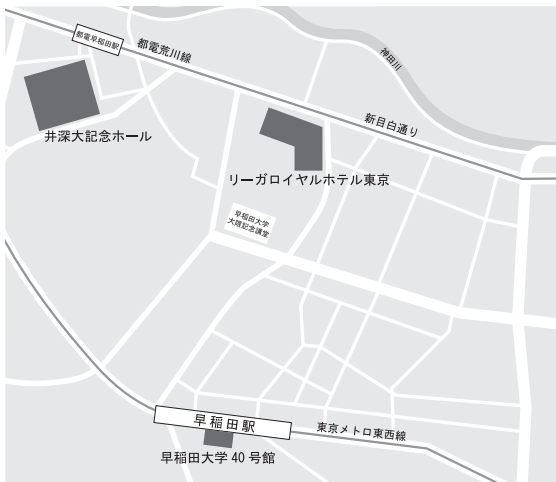 都電早稲田駅
都電荒川線
神田川
新目白通り
井深大記念ホール
リーガロイヤルホテル東京
早稲田大学
大隈記念講堂
早稲田駅
東京メトロ東西線
早稲田大学 40 号館